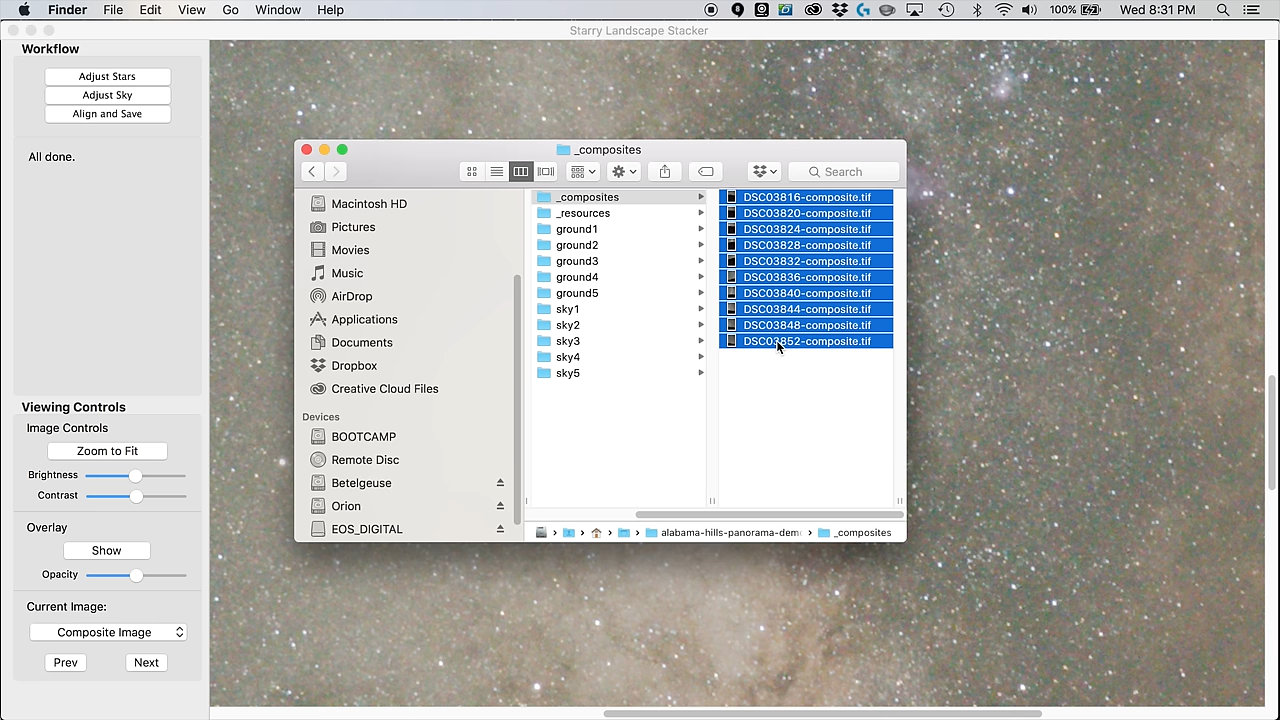 Finder File Edit View Go Window Help 100% Wed 8:31 PM
Starry Landscape Stacker
Workflow
Adjust Stars
Adjust Sky
Align and Save
All done.
Viewing Controls
Image Controls
Zoom to Fit
Brightness
Contrast
Overlay
Show
Opacity
Current Image:
Composite Image
Prev Next
_composites
Search
Macintosh HD
Pictures
Movies
Music
AirDrop
Applications
Documents
Dropbox
Creative Cloud Files
Devices
BOOTCAMP
Remote Disc
Betelgeuse
Orion
EOS_DIGITAL
_composites
_resources
ground1
ground2
ground3
ground4
ground5
sky1
sky2
sky3
sky4
sky5
DSC03816-composite.tif
DSC03820-composite.tif
DSC03824-composite.tif
DSC03828-composite.tif
DSC03832-composite.tif
DSC03836-composite.tif
DSC03840-composite.tif
DSC03844-composite.tif
DSC03848-composite.tif
DSC03852-composite.tif
alabama-hills-panorama-demo _composites